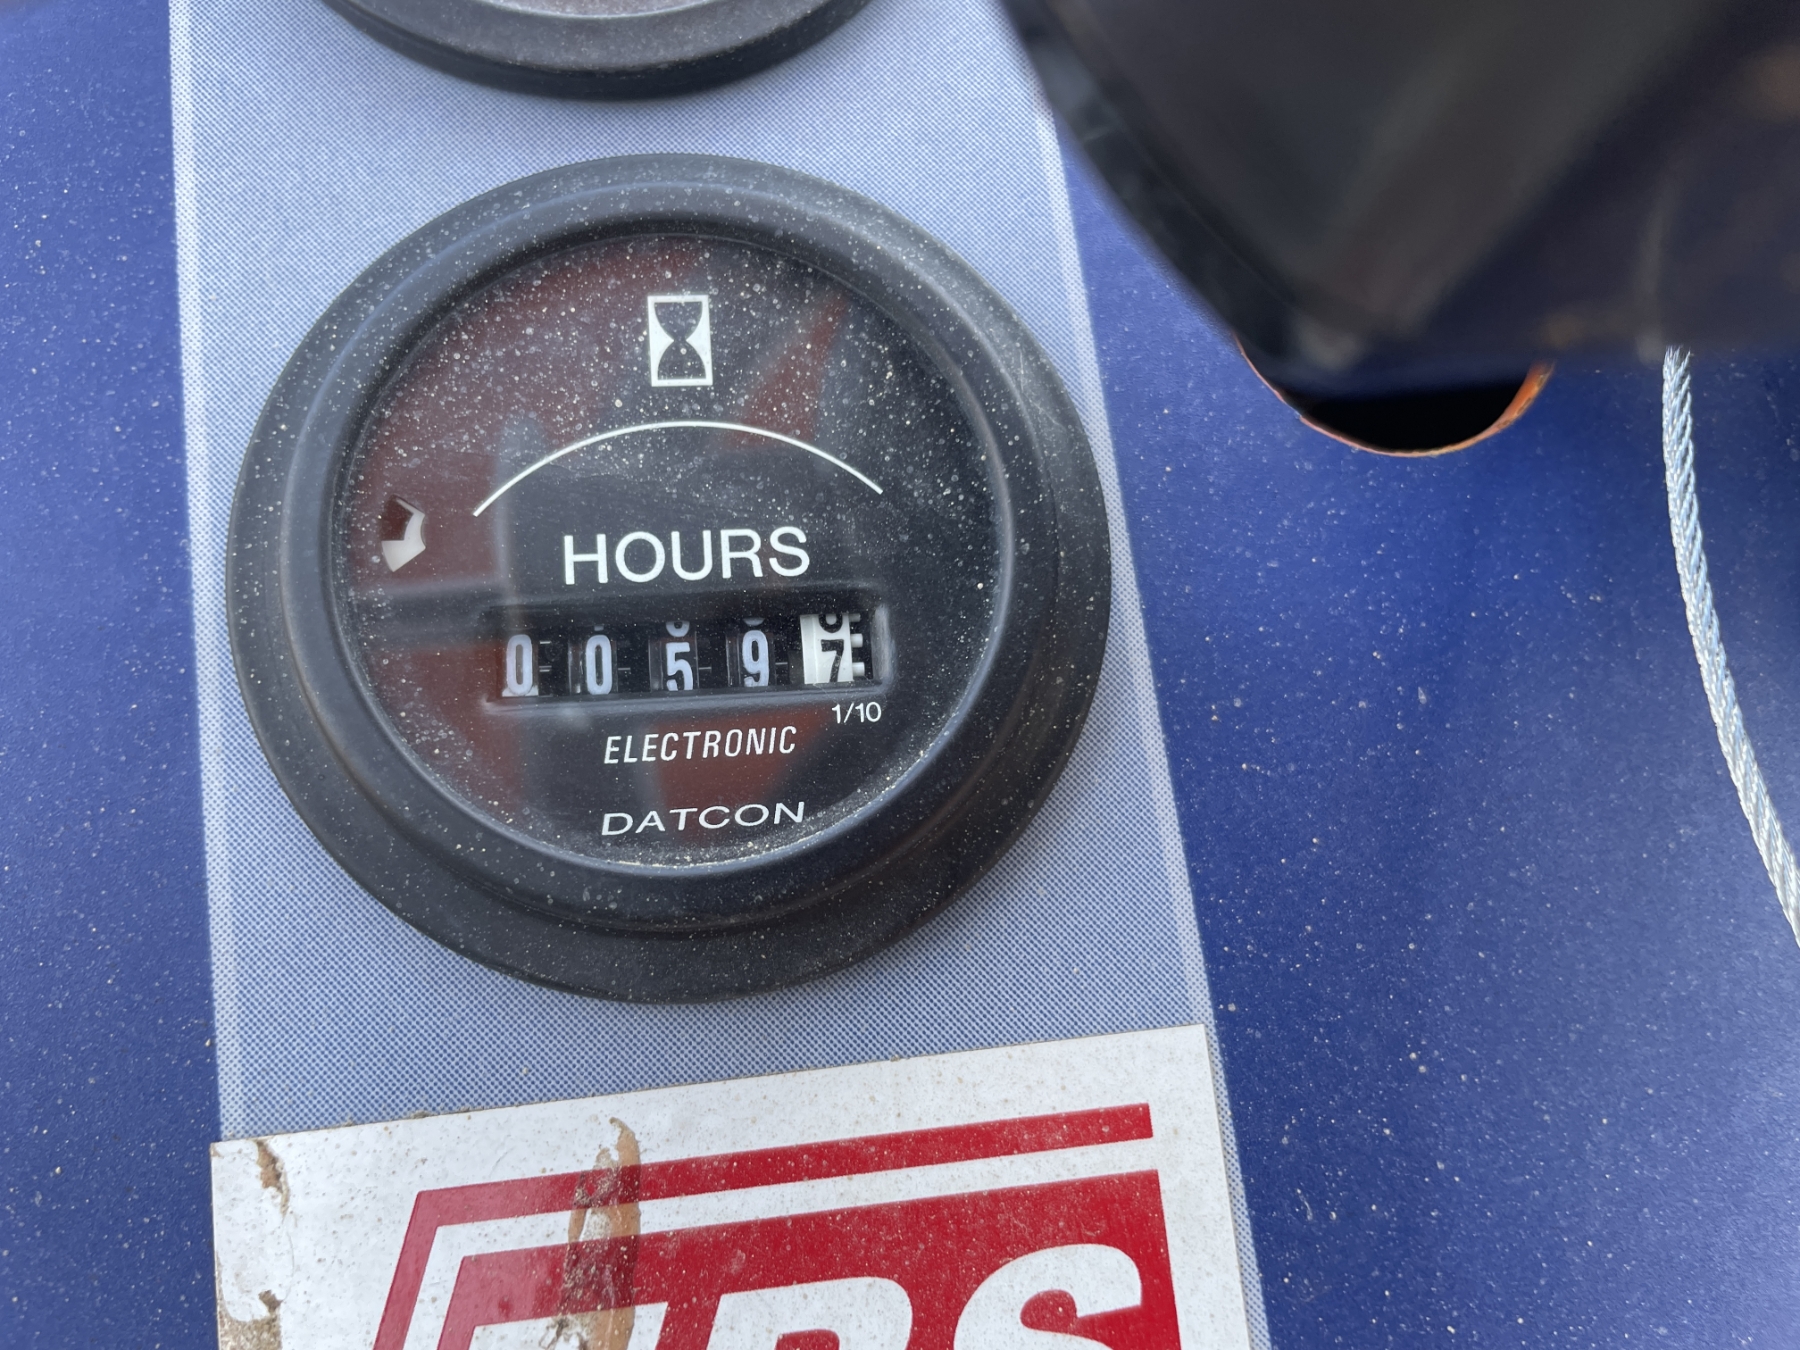 HOURS
0 0 5 9 7
1/10
ELECTRONIC
DATCON